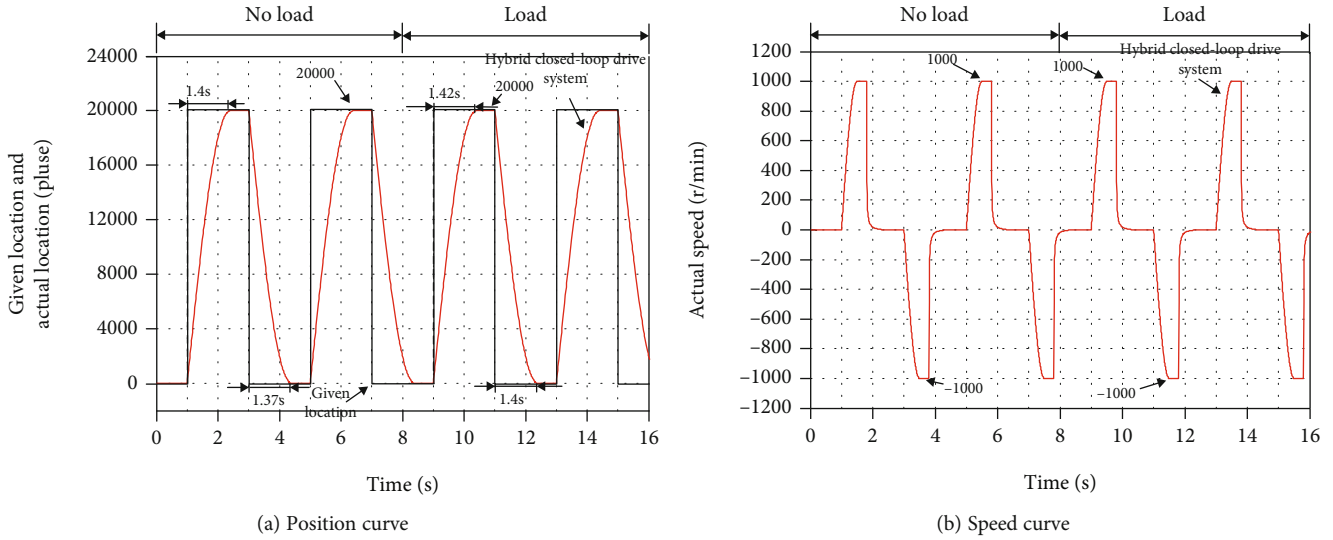 No load
Load
24000
20000
16000
12000
8000
4000
0
Given location and
actual location (pluse)
1.4s
20000
1.42s
20000
Hybrid closed-loop drive
system
1.37s
Given
location
1.4s
0
2
4
6
8
10
12
14
16
Time (s)
(a) Position curve
No load
Load
1200
1000
800
600
400
200
0
−200
−400
−600
−800
−1000
−1200
Actual speed (r/min)
1000
1000
Hybrid closed-loop drive
system
−1000
−1000
0
2
4
6
8
10
12
14
16
Time (s)
(b) Speed curve